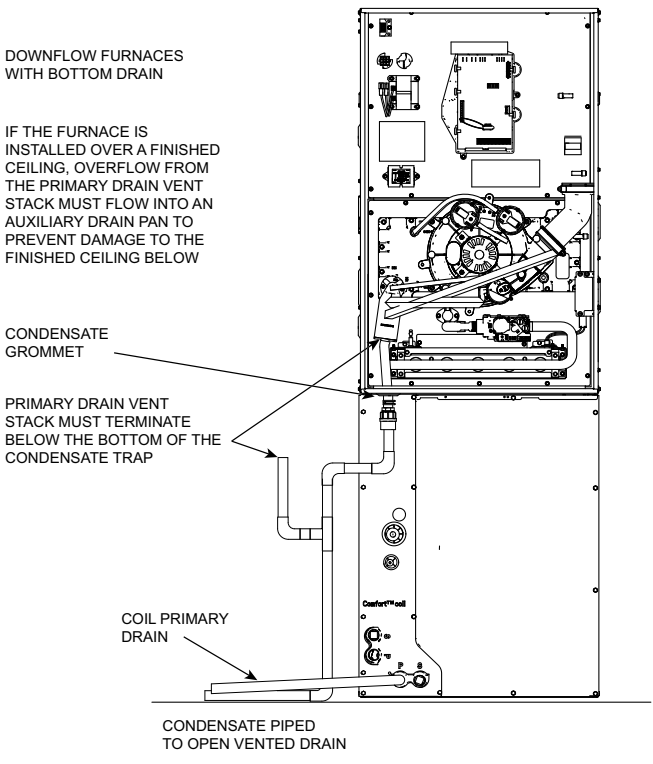 DOWNFLOW FURNACES
WITH BOTTOM DRAIN
IF THE FURNACE IS
INSTALLED OVER A FINISHED
CEILING, OVERFLOW FROM
THE PRIMARY DRAIN VENT
STACK MUST FLOW INTO AN
AUXILIARY DRAIN PAN TO
PREVENT DAMAGE TO THE
FINISHED CEILING BELOW
CONDENSATE
GROMMET
PRIMARY DRAIN VENT
STACK MUST TERMINATE
BELOW THE BOTTOM OF THE
CONDENSATE TRAP
Comfort™ coil
COIL PRIMARY
DRAIN
P S
CONDENSATE PIPED
TO OPEN VENTED DRAIN